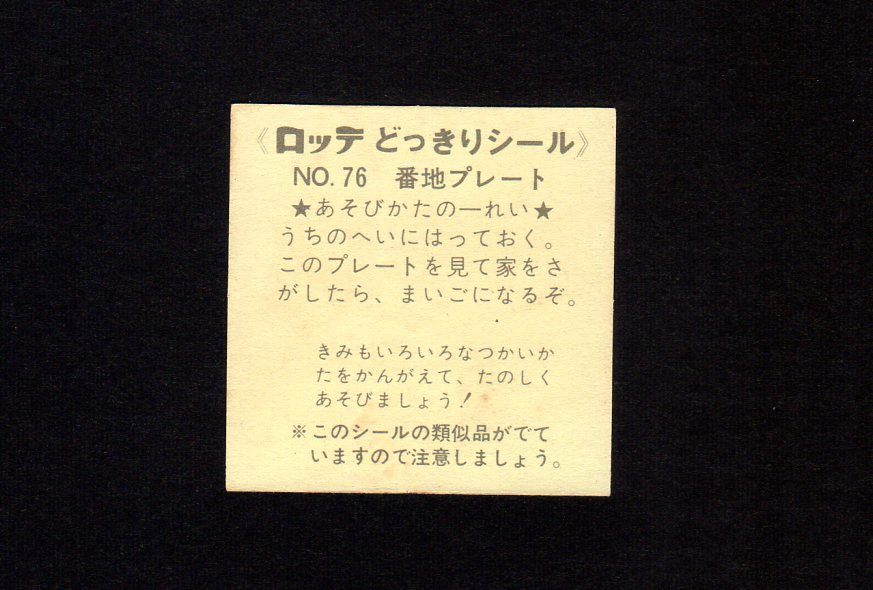 《ロッテ どっきりシール》
NO. 76 番地プレート
★あそびかたの一れい★
うちのへいにはっておく。
このプレートを見て家をさ
がしたら、まいごになるぞ。
きみもいろいろなつかいか
たをかんがえて、たのしく
あそびましょう!
※このシールの類似品がでて
いますので注意しましょう。